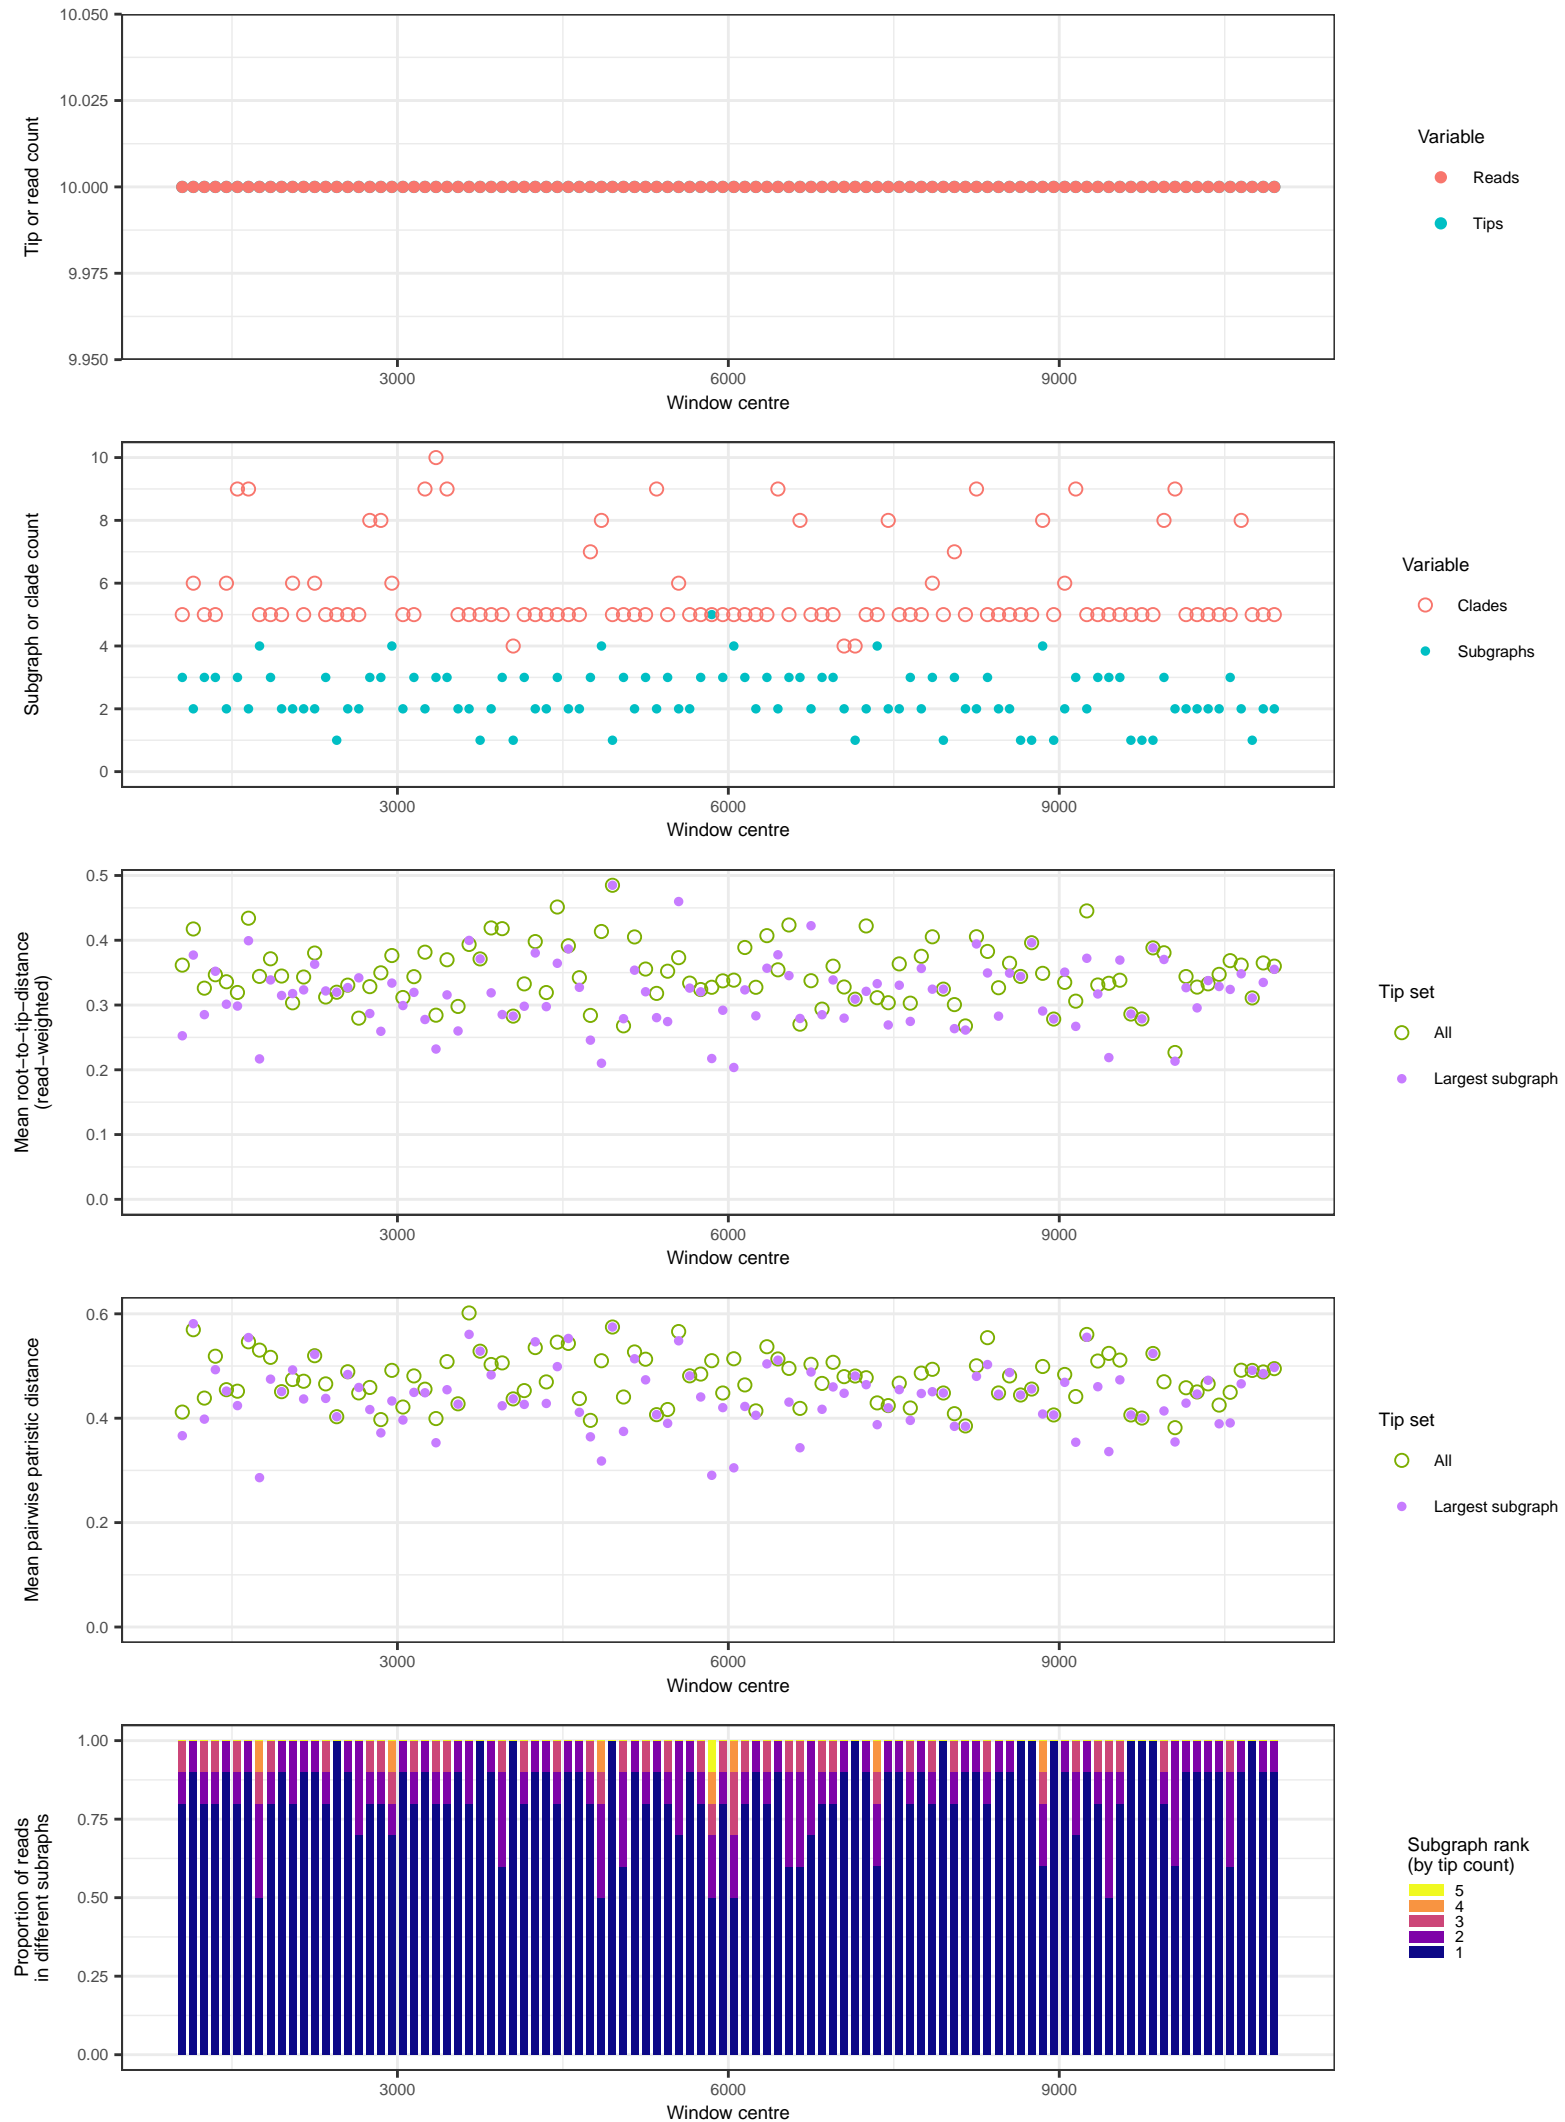 10.050
10.025
10.000
9.975
9.950
Tip or read count
3000
6000
9000
Window centre
Variable
Reads
Tips
10
8
6
4
2
0
Subgraph or clade count
3000
6000
9000
Window centre
Variable
Clades
Subgraphs
0.5
0.4
0.3
0.2
0.1
0.0
Mean root−to−tip−distance
(read−weighted)
3000
6000
9000
Window centre
Tip set
All
Largest subgraph
0.6
0.4
0.2
0.0
Mean pairwise patristic distance
3000
6000
9000
Window centre
Tip set
All
Largest subgraph
1.00
0.75
0.50
0.25
0.00
Proportion of reads
in different subraphs
3000
6000
9000
Window centre
Subgraph rank
(by tip count)
5
4
3
2
1